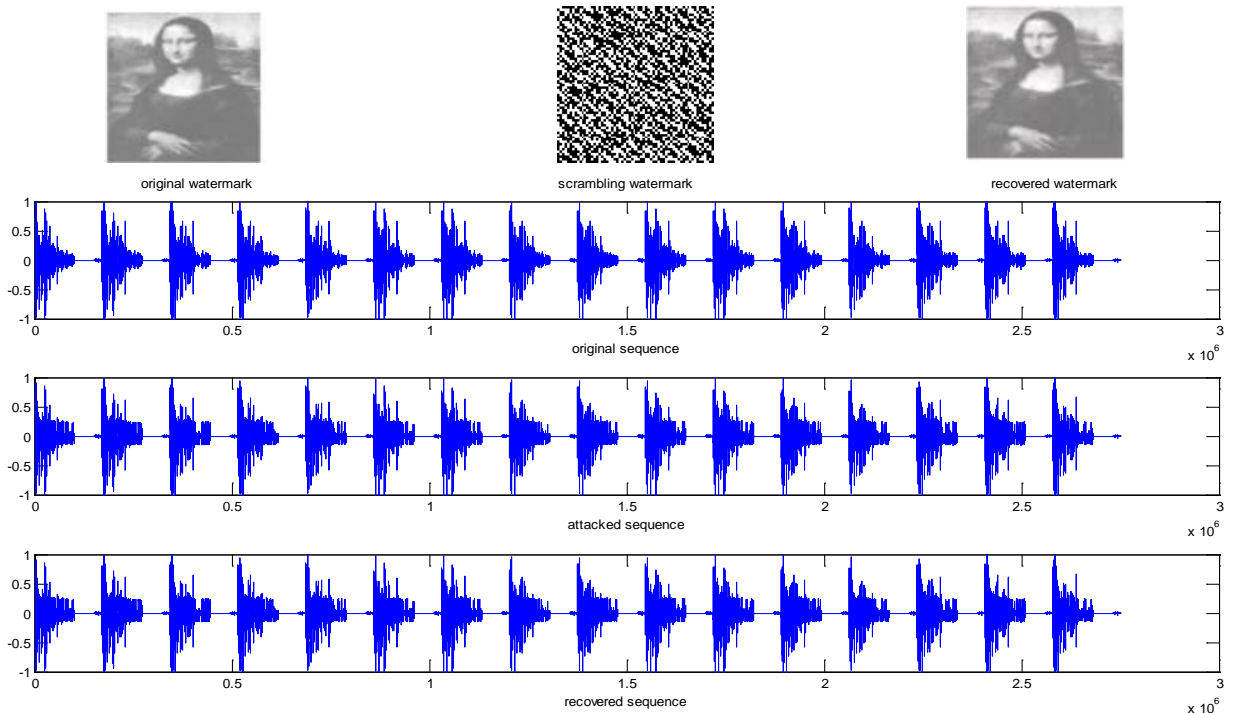 original watermark
scrambling watermark
recovered watermark
1
0.5
0
-0.5
-1
0 0.5 1 1.5 2 2.5 3
original sequence
x 10^6
1
0.5
0
-0.5
-1
0 0.5 1 1.5 2 2.5 3
attacked sequence
x 10^6
1
0.5
0
-0.5
-1
0 0.5 1 1.5 2 2.5 3
recovered sequence
x 10^6